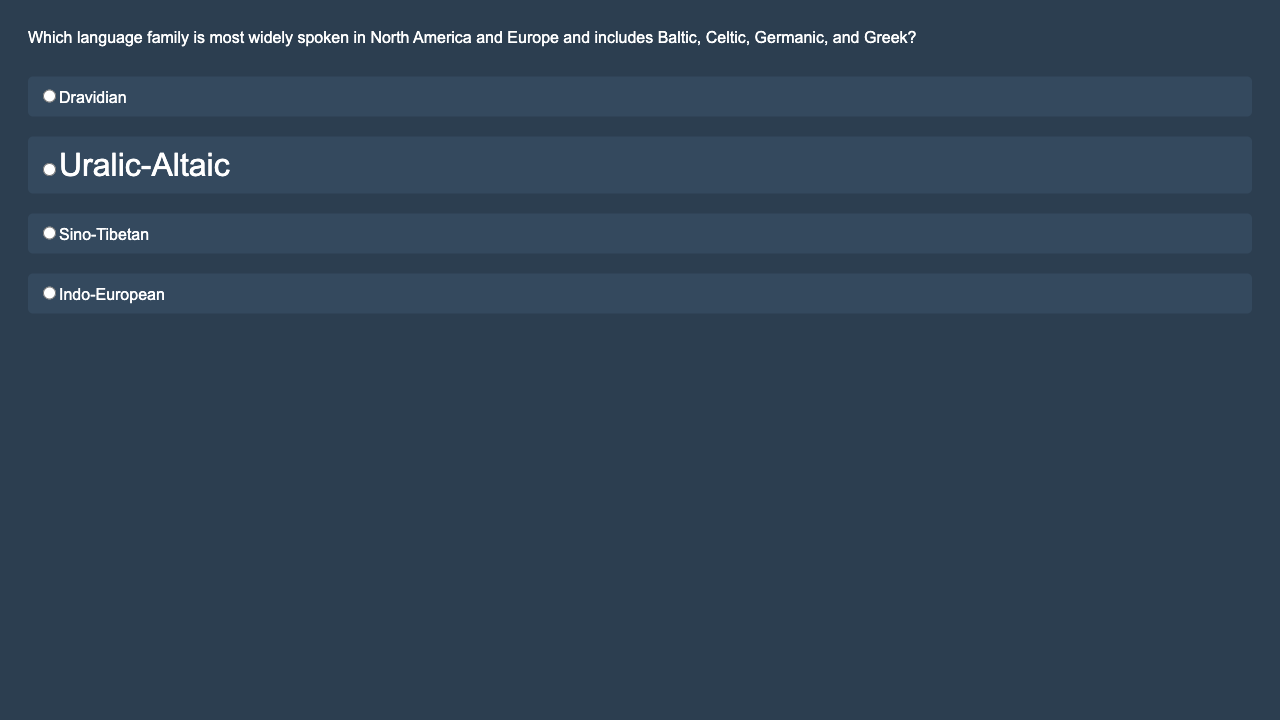 Which language family is most widely spoken in North America and Europe and includes Baltic, Celtic, Germanic, and Greek?
Dravidian
Uralic-Altaic
Sino-Tibetan
Indo-European